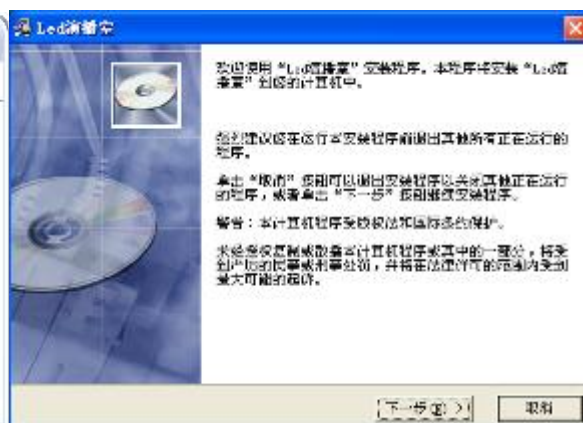 Led演播室
欢迎使用“Led演播室”安装程序。本程序将安装“Led演
播室”到您的计算机中。
强烈建议您在运行本安装程序前退出其他所有正在运行的
程序。
单击“取消”按钮可以退出安装程序以关闭其他正在运行
的程序，或者单击“下一步”按钮继续安装程序。
警告：本计算机程序受版权法和国际条约保护。
未经授权复制或散播本计算机程序或其中的一部分，将受
到严厉的民事或刑事处罚，并将在法律许可的范围内受到
最大可能的起诉。
下一步(N) >
取消